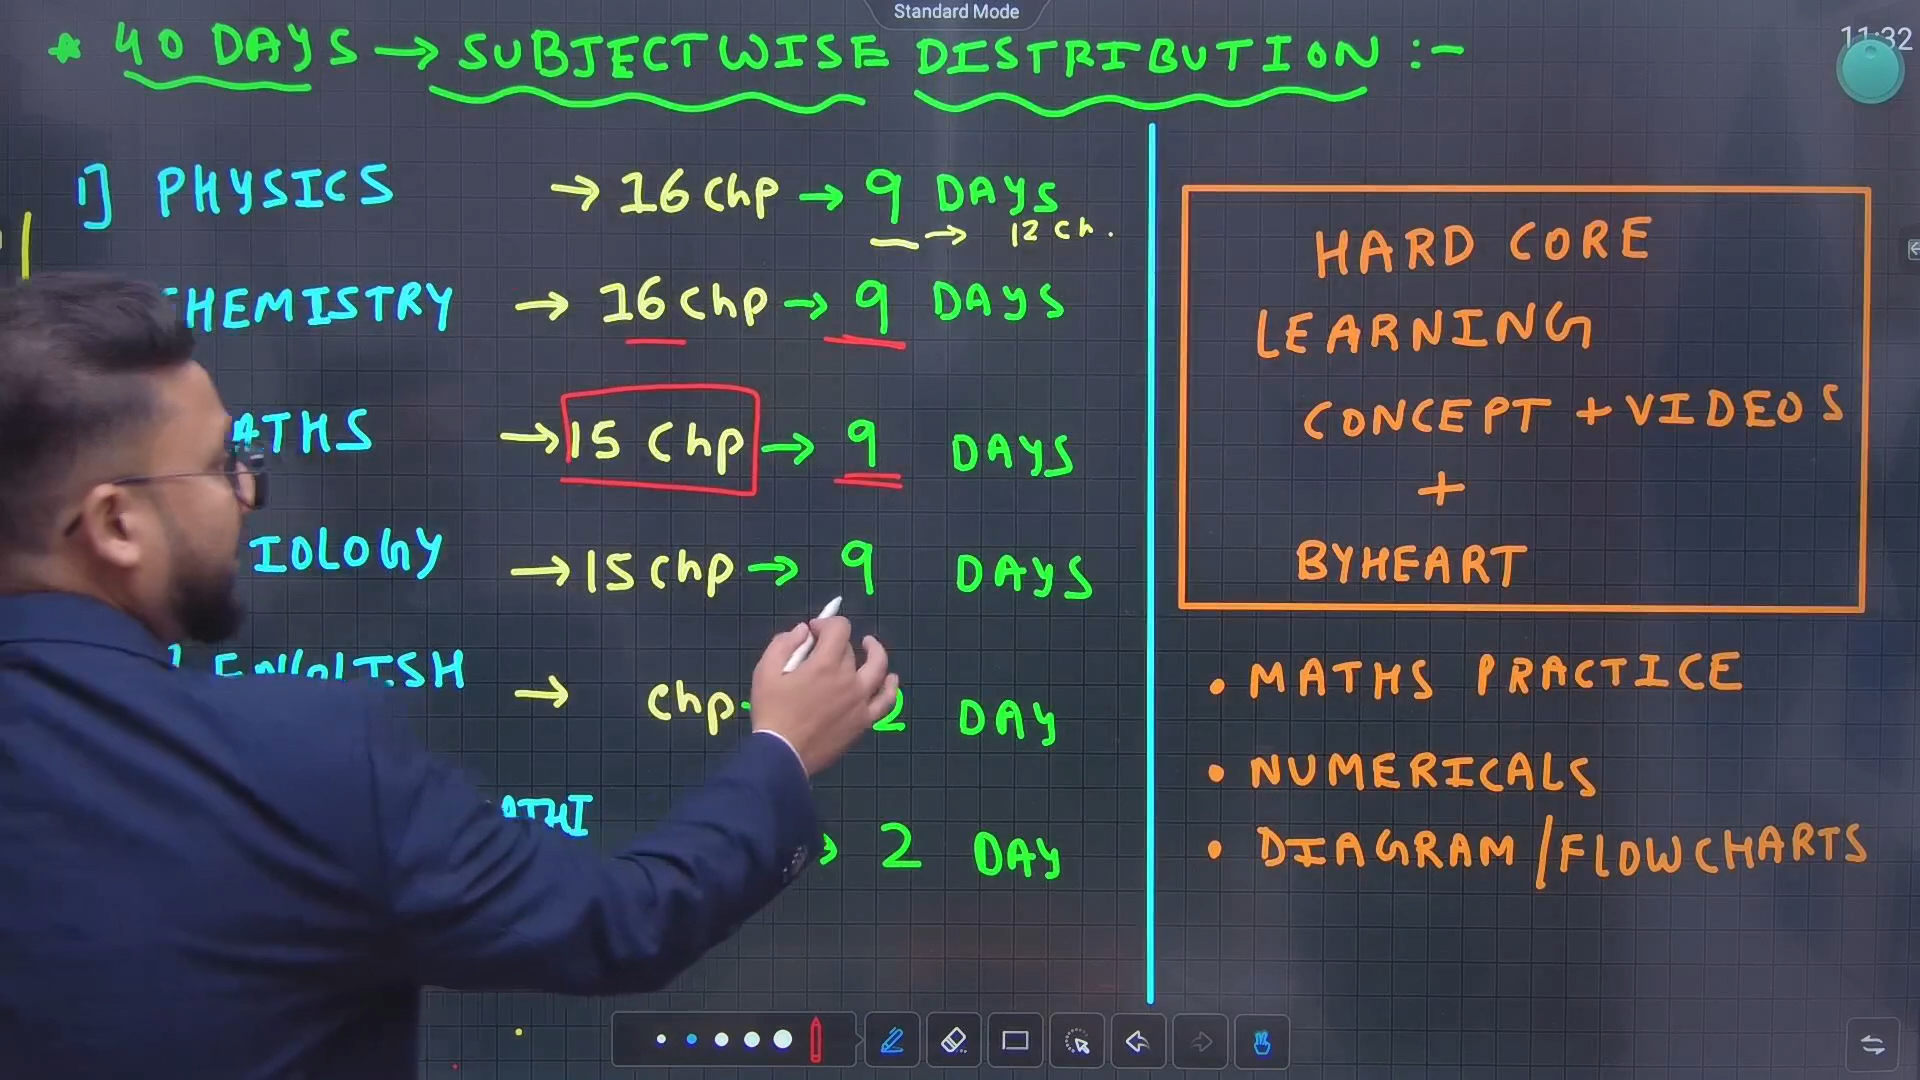 Standard Mode
11:32
* 40 DAYS → SUBJECTWISE DISTRIBUTION :-
1] PHYSICS → 16 Chp → 9 DAYS
→ 12 Ch.
HEMISTRY → 16 Chp → 9 DAYS
ATHS → 15 Chp → 9 DAYS
IOLOGY → 15 Chp → 9 DAYS
] ENGLISH → Chp 2 DAY
ATHI → 2 DAY
HARD CORE
LEARNING
CONCEPT + VIDEOS
+
BYHEART
• MATHS PRACTICE
• NUMERICALS
• DIAGRAM / FLOWCHARTS